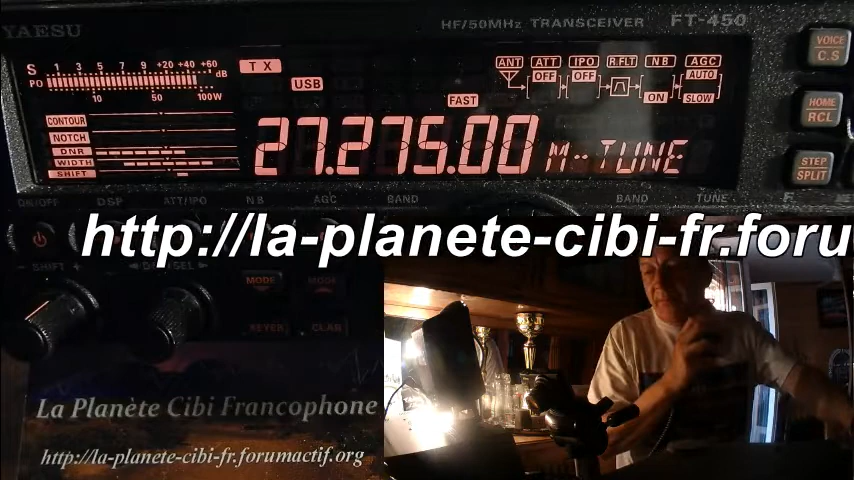 YAESU
HF/50MHz TRANSCEIVER FT-450
VOICE
C.S
S 1 3 5 7 9 +20 +40 +60 dB
PO 10 50 100W
TX
USB
FAST
ANT ATT IPO R.FLT NB AGC
OFF OFF AUTO
ON SLOW
HOME
RCL
CONTOUR
NOTCH
DNR
WIDTH
SHIFT
27.275.00 M-TUNE
STEP
SPLIT
ON/OFF DSP ATT/IPO NB AGC BAND BAND TUNE
http://la-planete-cibi-fr.foru
SHIFT
MODE MODE
KEYER CLAR
La Planète Cibi Francophone
http://la-planete-cibi-fr.forumactif.org